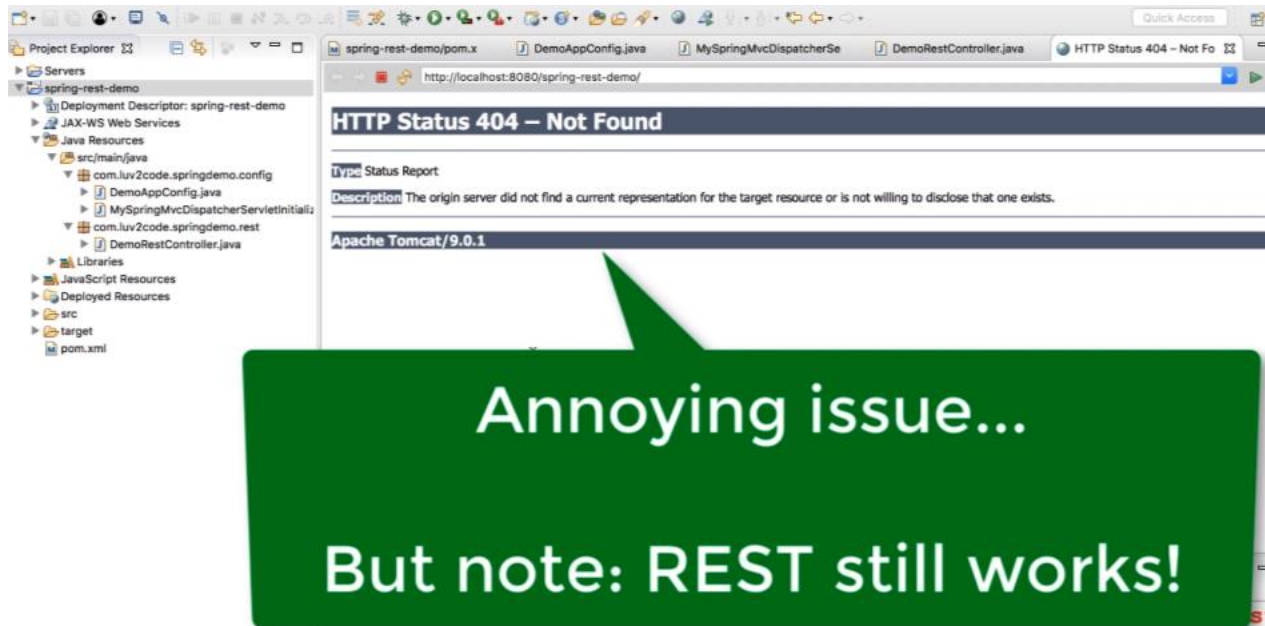 Quick Access
Project Explorer
spring-rest-demo/pom.x
DemoAppConfig.java
MySpringMvcDispatcherSe
DemoRestController.java
HTTP Status 404 – Not Fo
Servers
spring-rest-demo
Deployment Descriptor: spring-rest-demo
JAX-WS Web Services
Java Resources
src/main/java
com.luv2code.springdemo.config
DemoAppConfig.java
MySpringMvcDispatcherServletInitializ
com.luv2code.springdemo.rest
DemoRestController.java
Libraries
JavaScript Resources
Deployed Resources
src
target
pom.xml
http://localhost:8080/spring-rest-demo/
HTTP Status 404 – Not Found
Type Status Report
Description The origin server did not find a current representation for the target resource or is not willing to disclose that one exists.
Apache Tomcat/9.0.1
Annoying issue...
But note: REST still works!